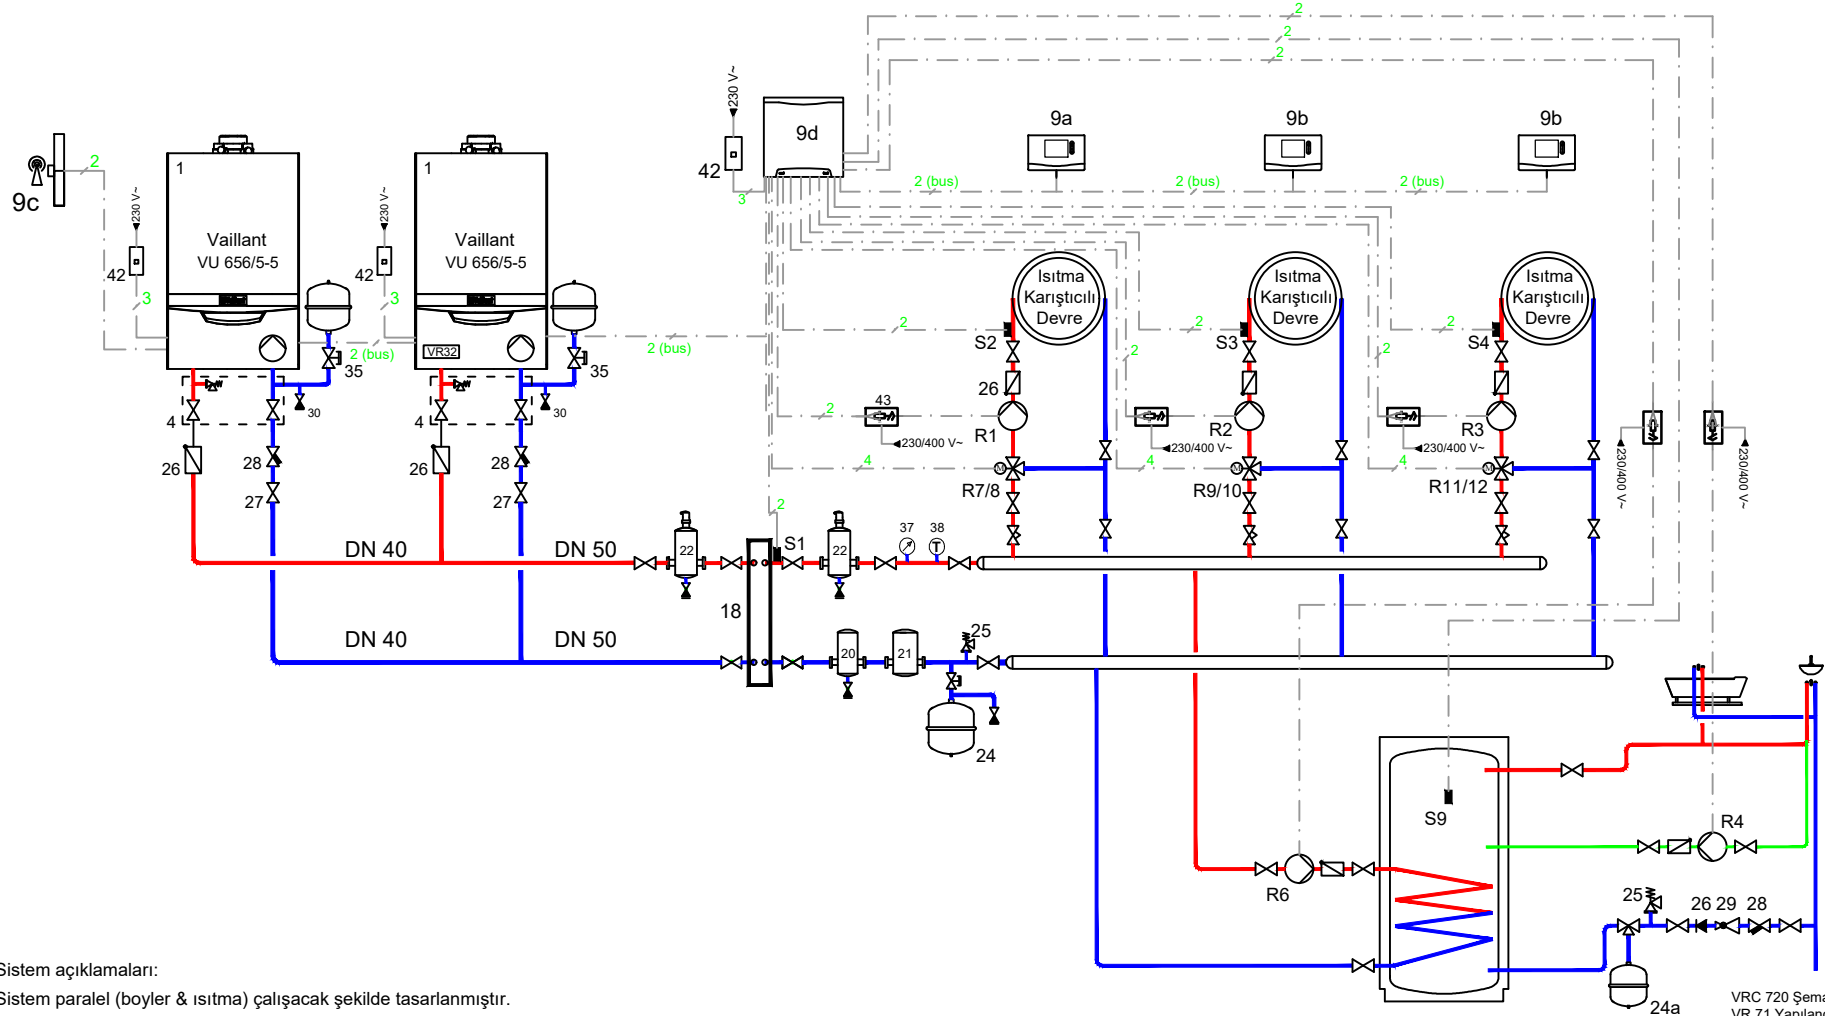 2
2
2
230 V~
9d
9a
9b
9b
42
3
2 (bus)
2 (bus)
2 (bus)
9c
2
230 V~
230 V~
1
1
Vaillant
VU 656/5-5
Vaillant
VU 656/5-5
42
42
3
3
VR32
2 (bus)
2 (bus)
35
35
30
30
4
4
26
26
28
28
27
27
Isıtma
Karıştıcılı
Devre
Isıtma
Karıştıcılı
Devre
Isıtma
Karıştıcılı
Devre
2
2
2
S2
S3
S4
2
2
26
43
2
R1
R2
R3
230/400 V~
230/400 V~
230/400 V~
230/400 V~
230/400 V~
4
4
4
M
M
M
R7/8
R9/10
R11/12
2
S1
37
38
T
22
22
DN 40
DN 50
18
DN 40
DN 50
20
21
25
24
S9
R4
R6
25
26
29
28
24a
Sistem açıklamaları:
Sistem paralel (boyler & ısıtma) çalışacak şekilde tasarlanmıştır.
VRC 720 Şema